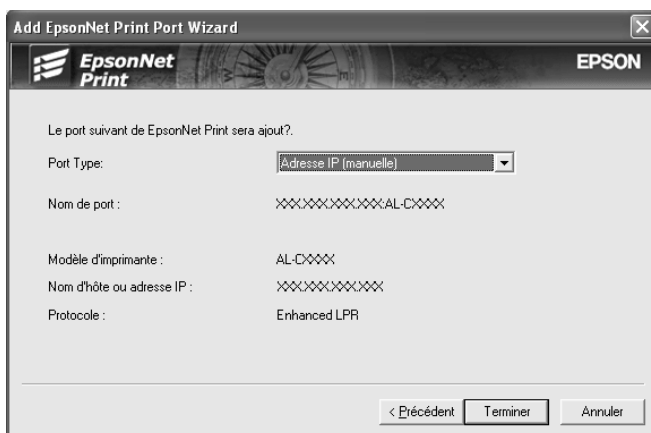 Add EpsonNet Print Port Wizard
EpsonNet
Print
EPSON
Le port suivant de EpsonNet Print sera ajout?.
Port Type: Adresse IP (manuelle)
Nom de port : XXX.XXX.XXX.XXX:AL-CXXXX
Modèle d'imprimante : AL-CXXXX
Nom d'hôte ou adresse IP : XXX.XXX.XXX.XXX
Protocole : Enhanced LPR
< Précédent Terminer Annuler